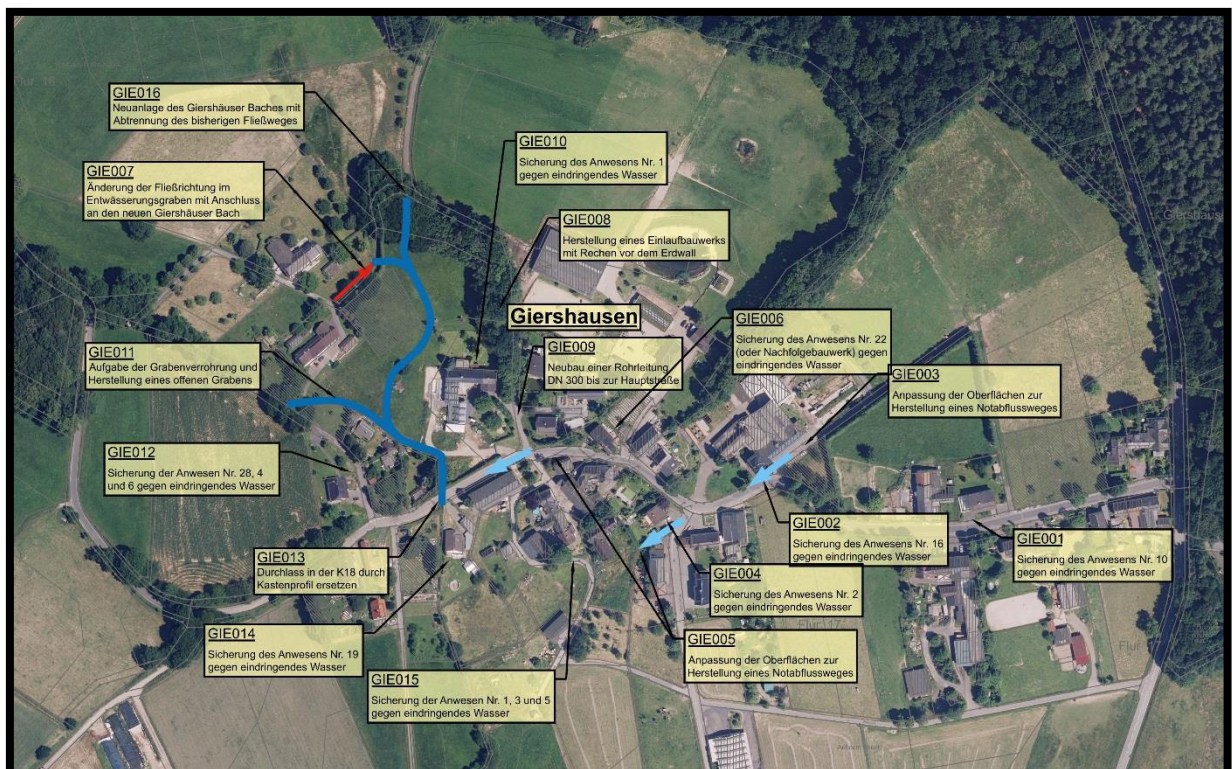 Flur 16
GIE016
Neuanlage des Giershäuser Baches mit
Abtrennung des bisherigen Fließweges
GIE010
Sicherung des Anwesens Nr. 1
gegen eindringendes Wasser
GIE007
Änderung der Fließrichtung im
Entwässerungsgraben mit Anschluss
an den neuen Giershäuser Bach
GIE008
Herstellung eines Einlaufbauwerks
mit Rechen vor dem Erdwall
Giershausen
GIE006
Sicherung des Anwesens Nr. 22
(oder Nachfolgebauwerk) gegen
eindringendes Wasser
GIE011
Aufgabe der Grabenverrohrung und
Herstellung eines offenen Grabens
GIE009
Neubau einer Rohrleitung
DN 300 bis zur Hauptstraße
GIE003
Anpassung der Oberflächen zur
Herstellung eines Notabflussweges
GIE012
Sicherung der Anwesen Nr. 28, 4
und 6 gegen eindringendes Wasser
GIE002
Sicherung des Anwesens Nr. 16
gegen eindringendes Wasser
GIE001
Sicherung des Anwesens Nr. 10
gegen eindringendes Wasser
GIE013
Durchlass in der K18 durch
Kastenprofil ersetzen
GIE004
Sicherung des Anwesens Nr. 2
gegen eindringendes Wasser
Flur 17
GIE014
Sicherung des Anwesens Nr. 19
gegen eindringendes Wasser
GIE005
Anpassung der Oberflächen zur
Herstellung eines Notabflussweges
GIE015
Sicherung der Anwesen Nr. 1, 3 und 5
gegen eindringendes Wasser